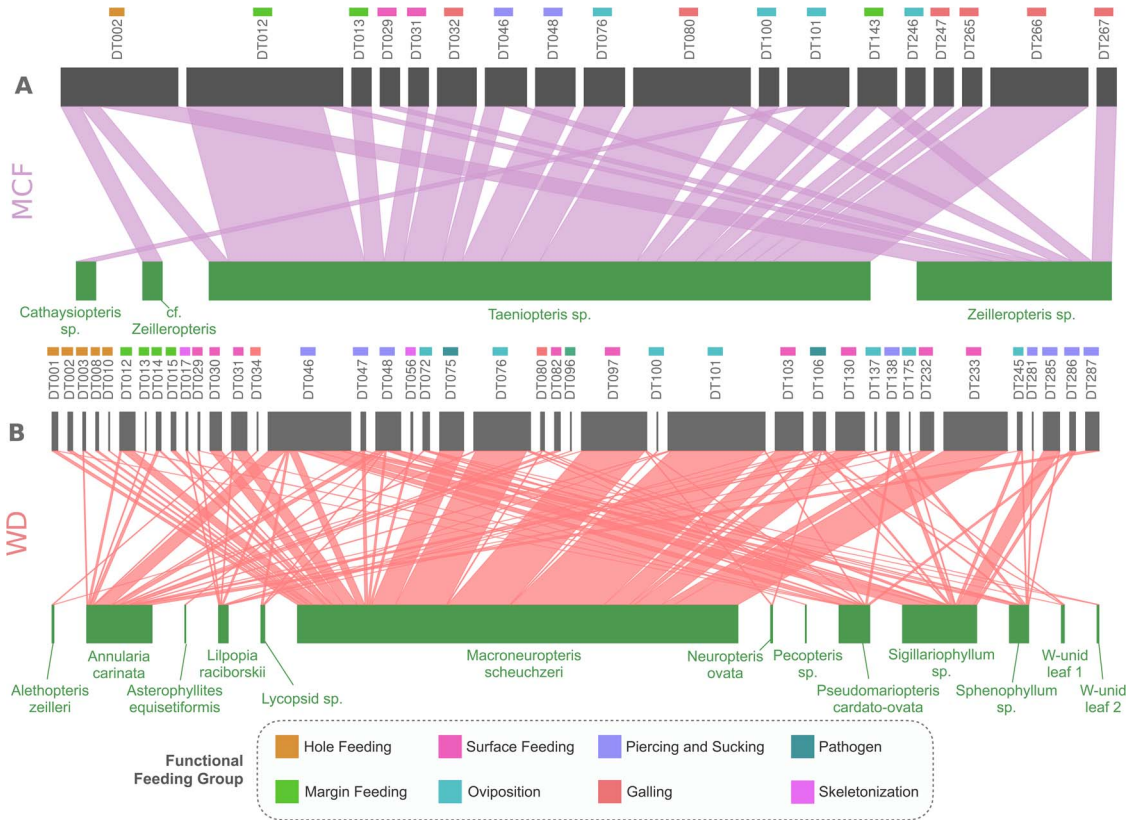 DT002 DT012 DT013 DT029 DT031 DT032 DT046 DT048 DT076 DT080 DT100 DT101 DT143 DT246 DT247 DT265 DT266 DT267
A
MCF
Cathaysiopteris sp.
cf. Zeilleropteris
Taeniopteris sp.
Zeilleropteris sp.
DT001 DT002 DT003 DT008 DT010 DT012 DT013 DT014 DT015 DT017 DT029 DT030 DT031 DT034 DT046 DT047 DT048 DT056 DT072 DT075 DT076 DT080 DT082 DT096 DT097 DT100 DT101 DT103 DT106 DT130 DT137 DT138 DT175 DT232 DT233 DT245 DT281 DT285 DT286 DT287
B
WD
Alethopteris
zeilleri
Annularia
carinata
Asterophyllites
equisetiformis
Lilpopia
raciborskii
Lycopsid sp.
Macroneuropteris
scheuchzeri
Neuropteris
ovata
Pecopteris
sp.
Pseudomariopteris
cardato-ovata
Sigillariophyllum
sp.
Sphenophyllum
sp.
W-unid
leaf 1
W-unid
leaf 2
Functional
Feeding Group
Hole Feeding
Surface Feeding
Piercing and Sucking
Pathogen
Margin Feeding
Oviposition
Galling
Skeletonization